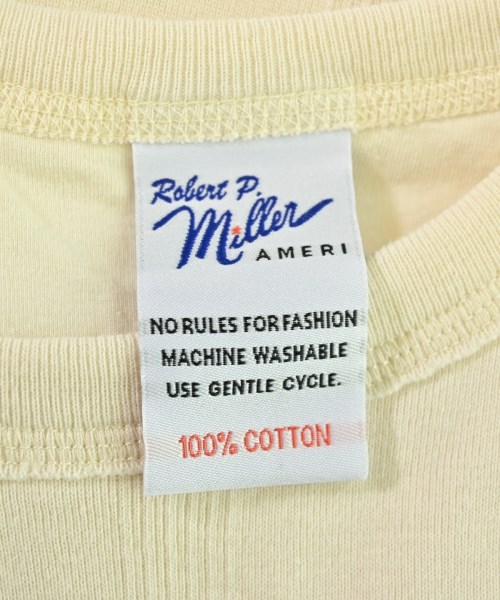 Robert P.
Miller
AMERI
NO RULES FOR FASHION
MACHINE WASHABLE
USE GENTLE CYCLE.
100% COTTON